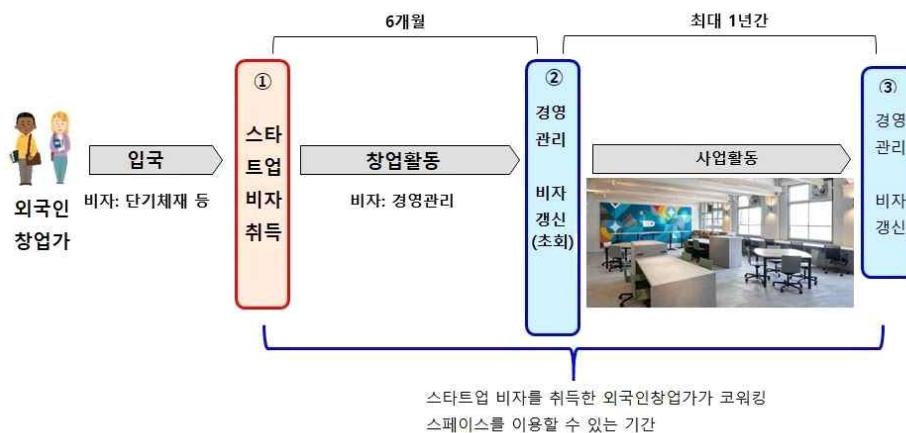 6개월
최대 1년간
①
스타
트업
비자
취득
②
경영
관리
비자
갱신
(초회)
③
경영
관리
비자
갱신
입국
창업활동
사업활동
비자: 단기체재 등
비자: 경영관리
외국인
창업가
스타트업 비자를 취득한 외국인창업가가 코워킹
스페이스를 이용할 수 있는 기간